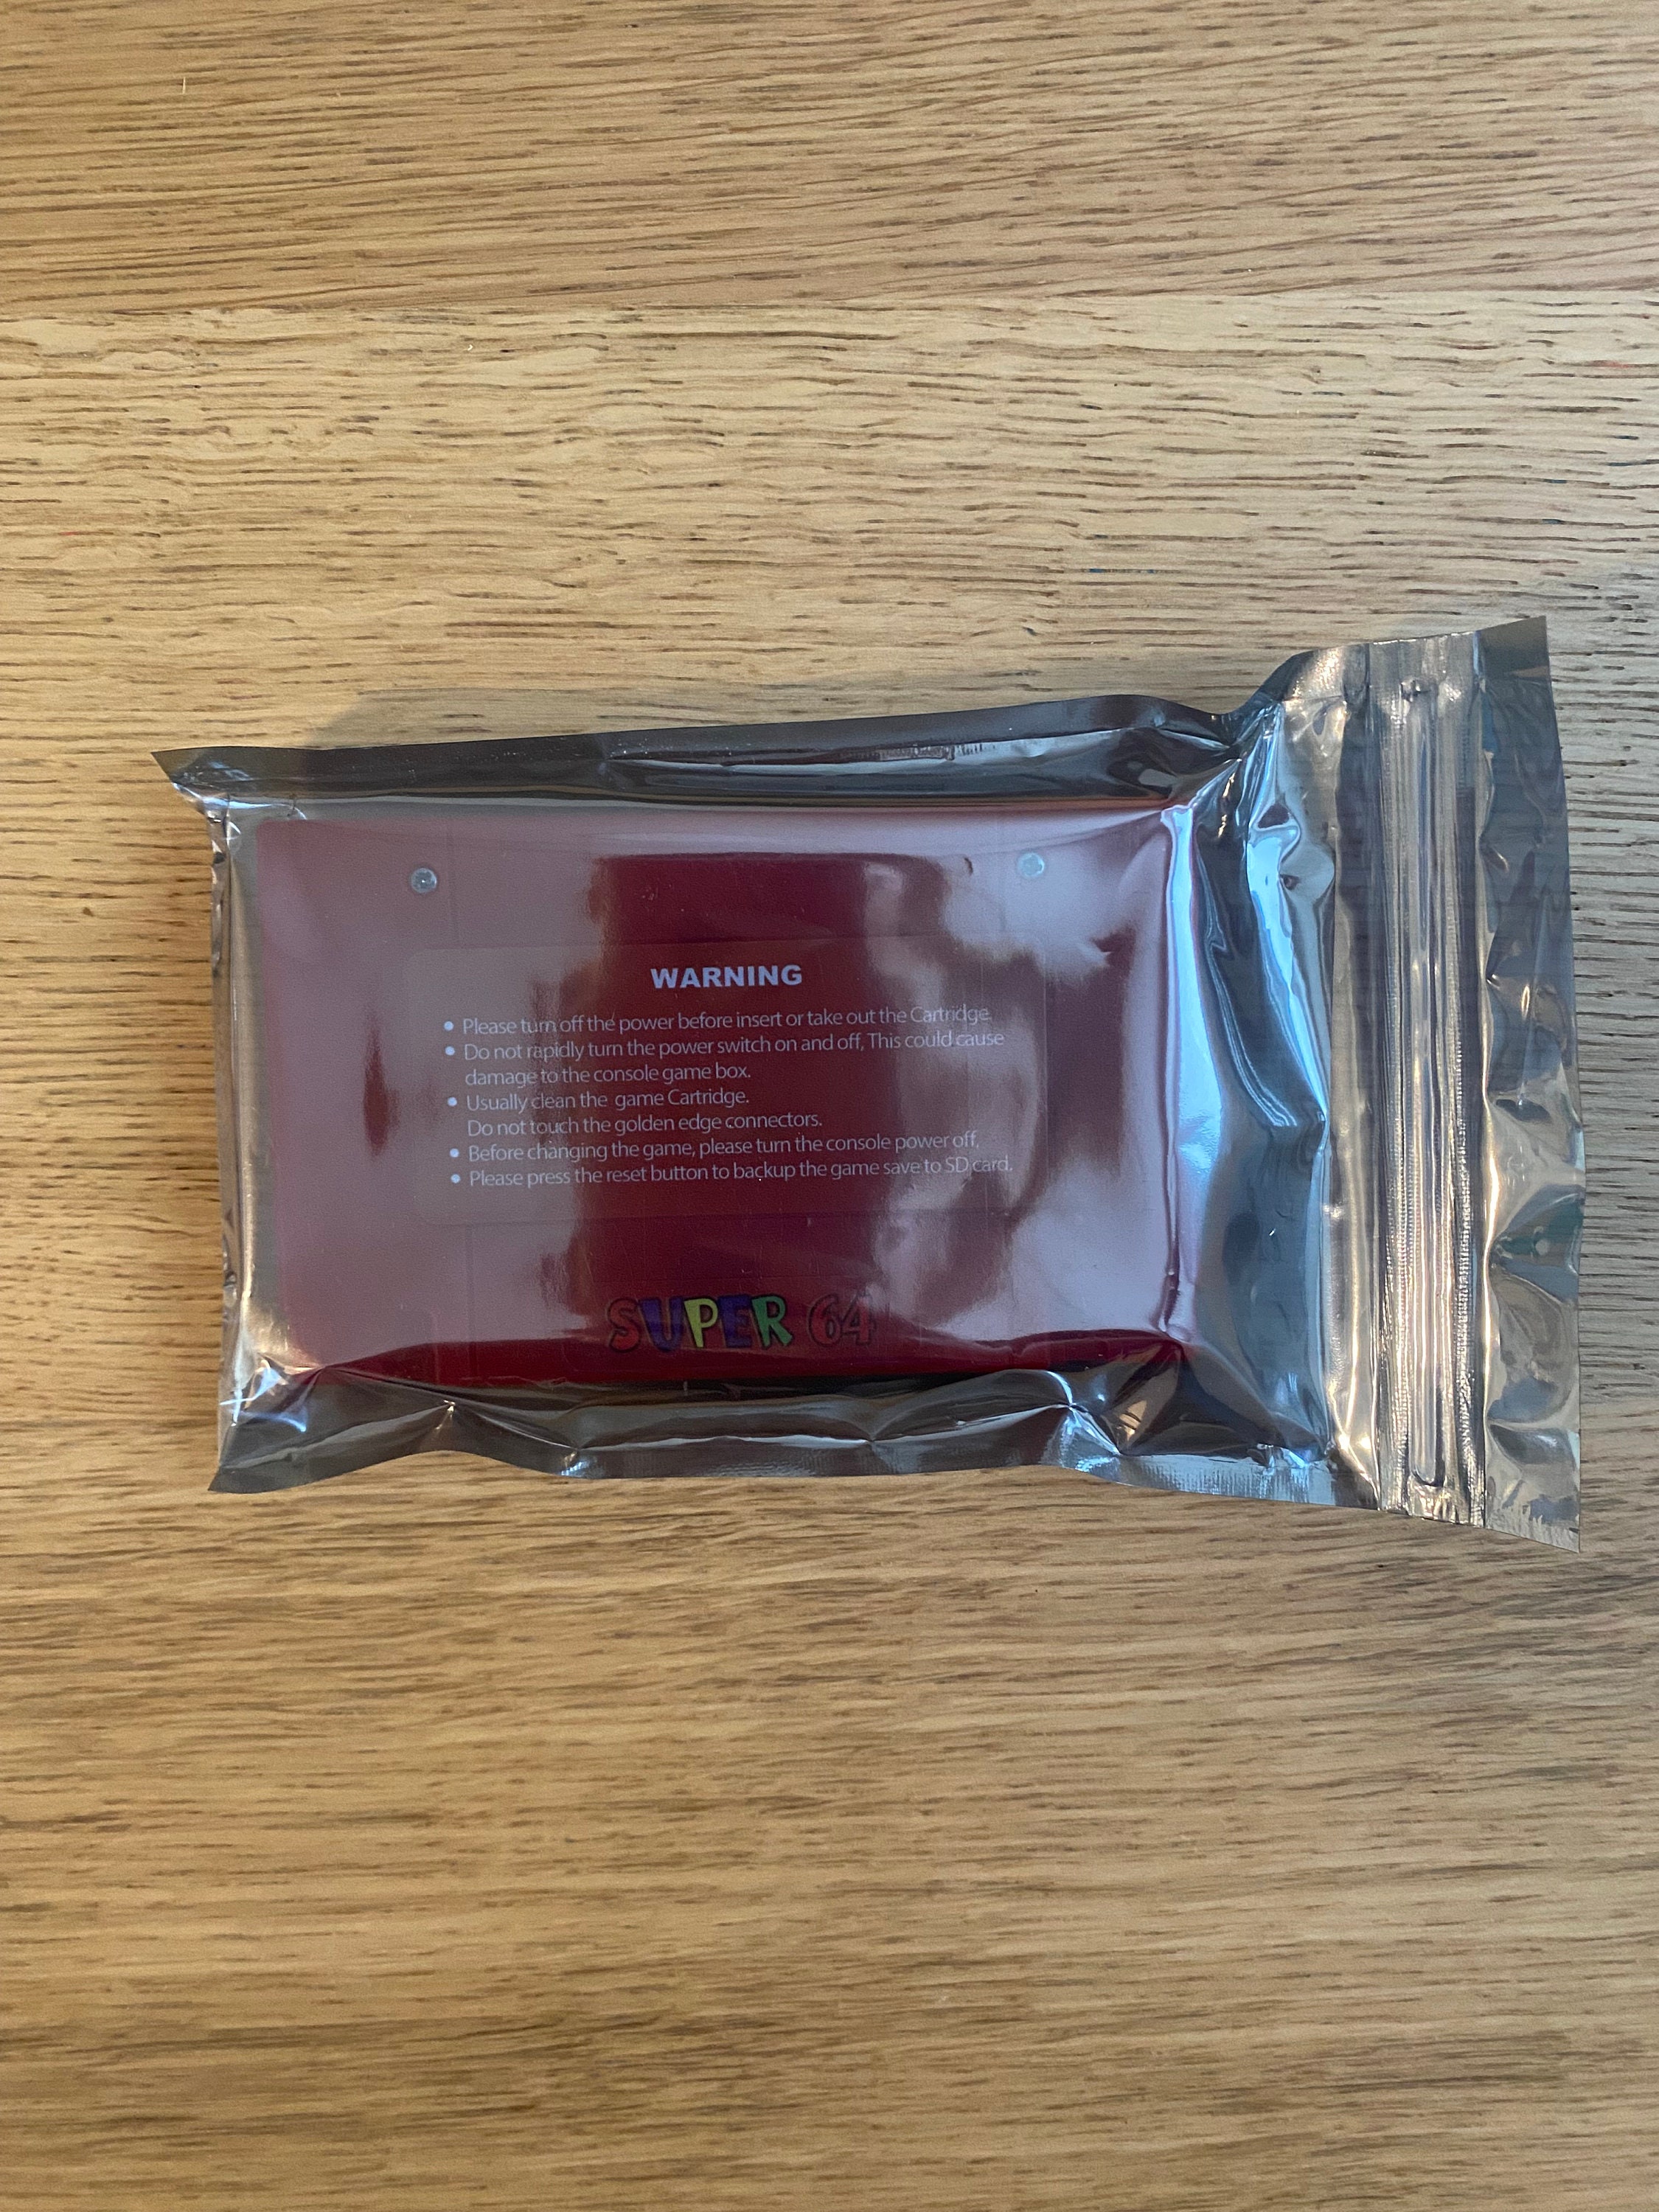 WARNING
• Please turn off the power before insert or take out the Cartridge.
• Do not rapidly turn the power switch on and off, This could cause
damage to the console game box.
• Usually clean the game Cartridge.
Do not touch the golden edge connectors.
• Before changing the game, please turn the console power off,
• Please press the reset button to backup the game save to SD card.
SUPER 64